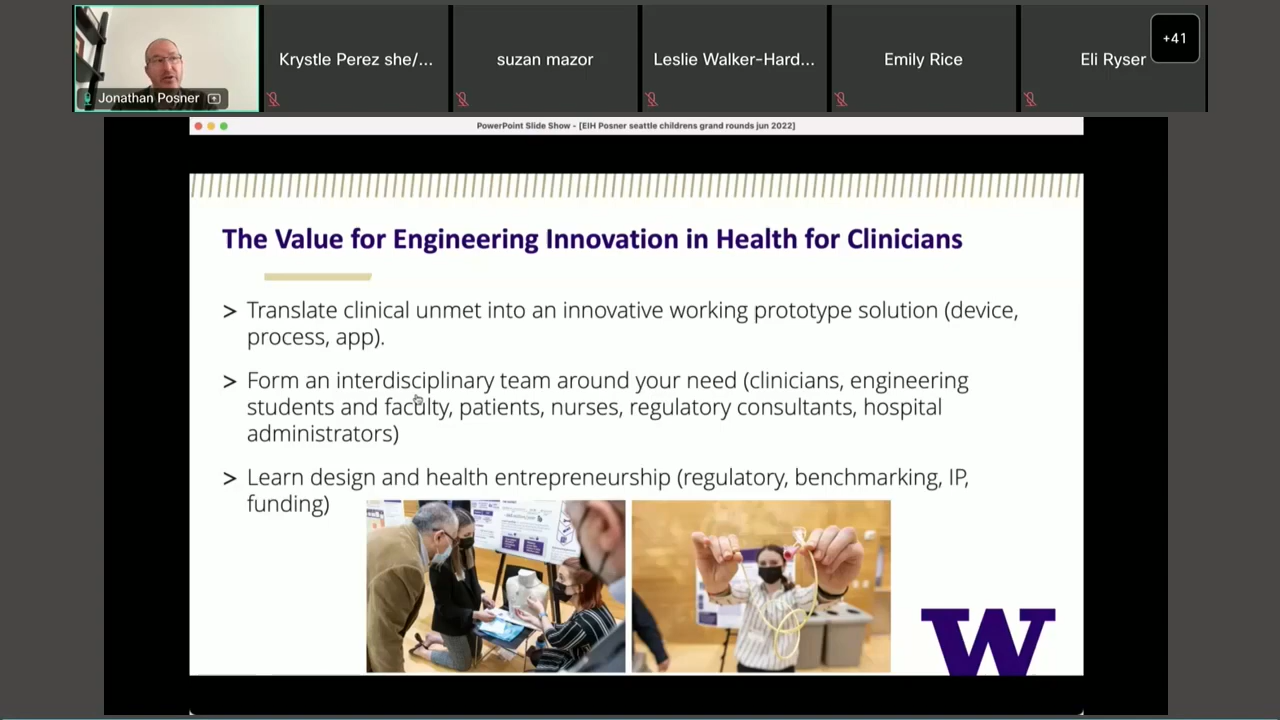 Jonathan Posner
Krystle Perez she/...
suzan mazor
Leslie Walker-Hard...
Emily Rice
Eli Ryser
+41
PowerPoint Slide Show - [EIH Posner seattle childrens grand rounds jun 2022]
The Value for Engineering Innovation in Health for Clinicians
> Translate clinical unmet into an innovative working prototype solution (device,
process, app).
> Form an interdisciplinary team around your need (clinicians, engineering
students and faculty, patients, nurses, regulatory consultants, hospital
administrators)
> Learn design and health entrepreneurship (regulatory, benchmarking, IP,
funding)
W